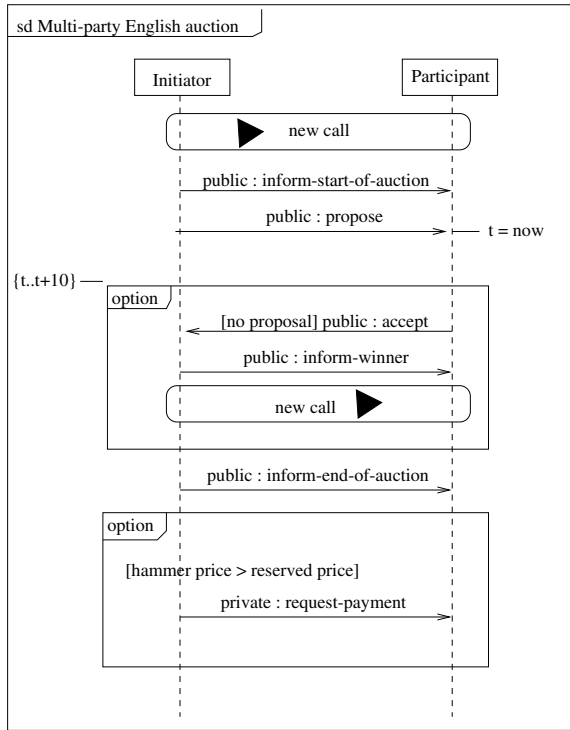 sd Multi-party English auction
Initiator
Participant
new call
public : inform-start-of-auction
public : propose
t = now
{t..t+10}
option
[no proposal] public : accept
public : inform-winner
new call
public : inform-end-of-auction
option
[hammer price > reserved price]
private : request-payment